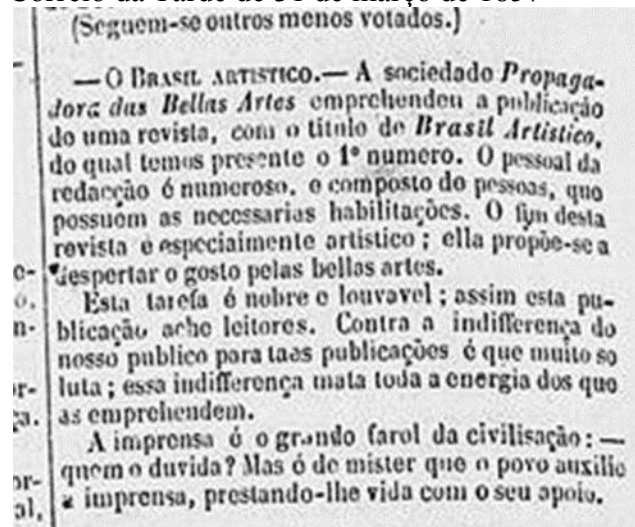 Correio da Tarde de 31 de março de 1857
(Seguem-se outros menos votados.)
— O BRASIL ARTISTICO. — A sociedade Propaga-
dora das Bellas Artes emprehendeu a publicação
de uma revista, com o titulo de Brasil Artistico,
do qual temos presente o 1º numero. O pessoal da
redacção é numeroso, e composto de pessoas, que
possuem as necessarias habilitações. O fim desta
revista é especialmente artistico ; ella propõe-se a
despertar o gosto pelas bellas artes.
Esta tarefa é nobre e louvavel ; assim esta pu-
blicação ache leitores. Contra a indifferença do
nosso publico para taes publicações é que muito se
luta ; essa indifferença mata toda a energia dos que
as emprehendem.
A imprensa é o grande farol da civilisação : —
quem o duvida? Mas é de mister que o povo auxilie
a imprensa, prestando-lhe vida com o seu apoio.